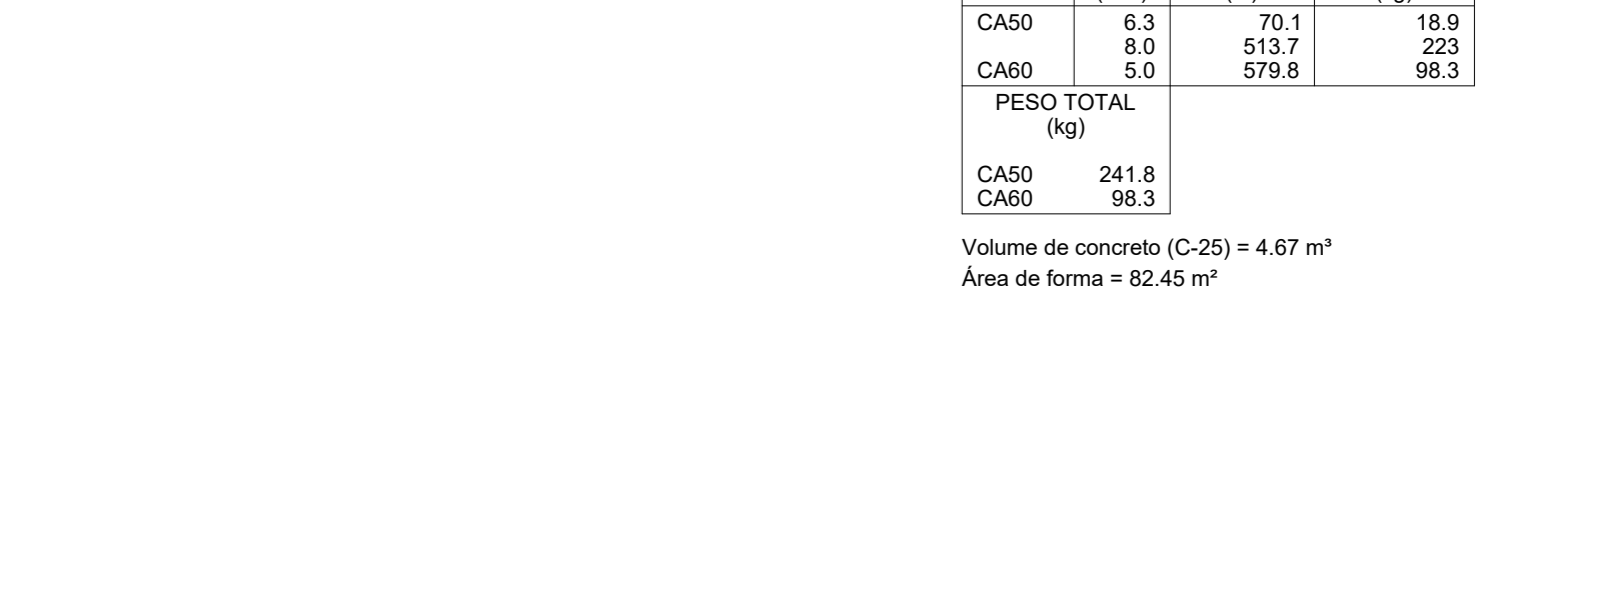 CA50 6.3 70.1 18.9
8.0 513.7 223
CA60 5.0 579.8 98.3
PESO TOTAL
(kg)
CA50 241.8
CA60 98.3
Volume de concreto (C-25) = 4.67 m³
Área de forma = 82.45 m²